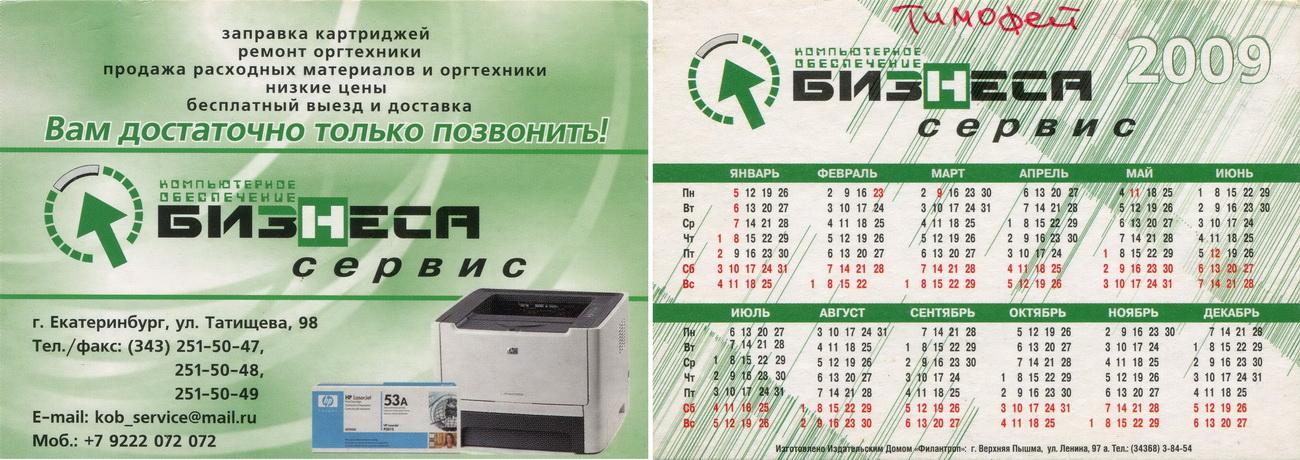 заправка картриджей
ремонт оргтехники
продажа расходных материалов и оргтехники
низкие цены
бесплатный выезд и доставка
Вам достаточно только позвонить!
КОМПЬЮТЕРНОЕ
ОБЕСПЕЧЕНИЕ
БИЗНЕСА
сервис
г. Екатеринбург, ул. Татищева, 98
Тел./факс: (343) 251-50-47,
251-50-48,
251-50-49
E-mail: kob_service@mail.ru
Моб.: +7 9222 072 072
hp
HP LaserJet
53A
Тимофей
КОМПЬЮТЕРНОЕ
ОБЕСПЕЧЕНИЕ
БИЗНЕСА
сервис
2009
ЯНВАРЬ ФЕВРАЛЬ МАРТ АПРЕЛЬ МАЙ ИЮНЬ
Пн 5 12 19 26 2 9 16 23 2 9 16 23 30 6 13 20 27 4 11 18 25 1 8 15 22 29
Вт 6 13 20 27 3 10 17 24 3 10 17 24 31 7 14 21 28 5 12 19 26 2 9 16 23 30
Ср 7 14 21 28 4 11 18 25 4 11 18 25 1 8 15 22 29 6 13 20 27 3 10 17 24
Чт 1 8 15 22 29 5 12 19 26 5 12 19 26 2 9 16 23 30 7 14 21 28 4 11 18 25
Пт 2 9 16 23 30 6 13 20 27 6 13 20 27 3 10 17 24 1 8 15 22 29 5 12 19 26
Сб 3 10 17 24 31 7 14 21 28 7 14 21 28 4 11 18 25 2 9 16 23 30 6 13 20 27
Вс 4 11 18 25 1 8 15 22 1 8 15 22 29 5 12 19 26 3 10 17 24 31 7 14 21 28
ИЮЛЬ АВГУСТ СЕНТЯБРЬ ОКТЯБРЬ НОЯБРЬ ДЕКАБРЬ
Пн 6 13 20 27 3 10 17 24 31 7 14 21 28 5 12 19 26 2 9 16 23 30 7 14 21 28
Вт 7 14 21 28 4 11 18 25 1 8 15 22 29 6 13 20 27 3 10 17 24 1 8 15 22 29
Ср 1 8 15 22 29 5 12 19 26 2 9 16 23 30 7 14 21 28 4 11 18 25 2 9 16 23 30
Чт 2 9 16 23 30 6 13 20 27 3 10 17 24 1 8 15 22 29 5 12 19 26 3 10 17 24 31
Пт 3 10 17 24 31 7 14 21 28 4 11 18 25 2 9 16 23 30 6 13 20 27 4 11 18 25
Сб 4 11 18 25 1 8 15 22 29 5 12 19 26 3 10 17 24 31 7 14 21 28 5 12 19 26
Вс 5 12 19 26 2 9 16 23 30 6 13 20 27 4 11 18 25 1 8 15 22 29 6 13 20 27
Изготовлено Издательским Домом «Филантроп»: г. Верхняя Пышма, ул. Ленина, 97 а. Тел.: (34368) 3-84-54